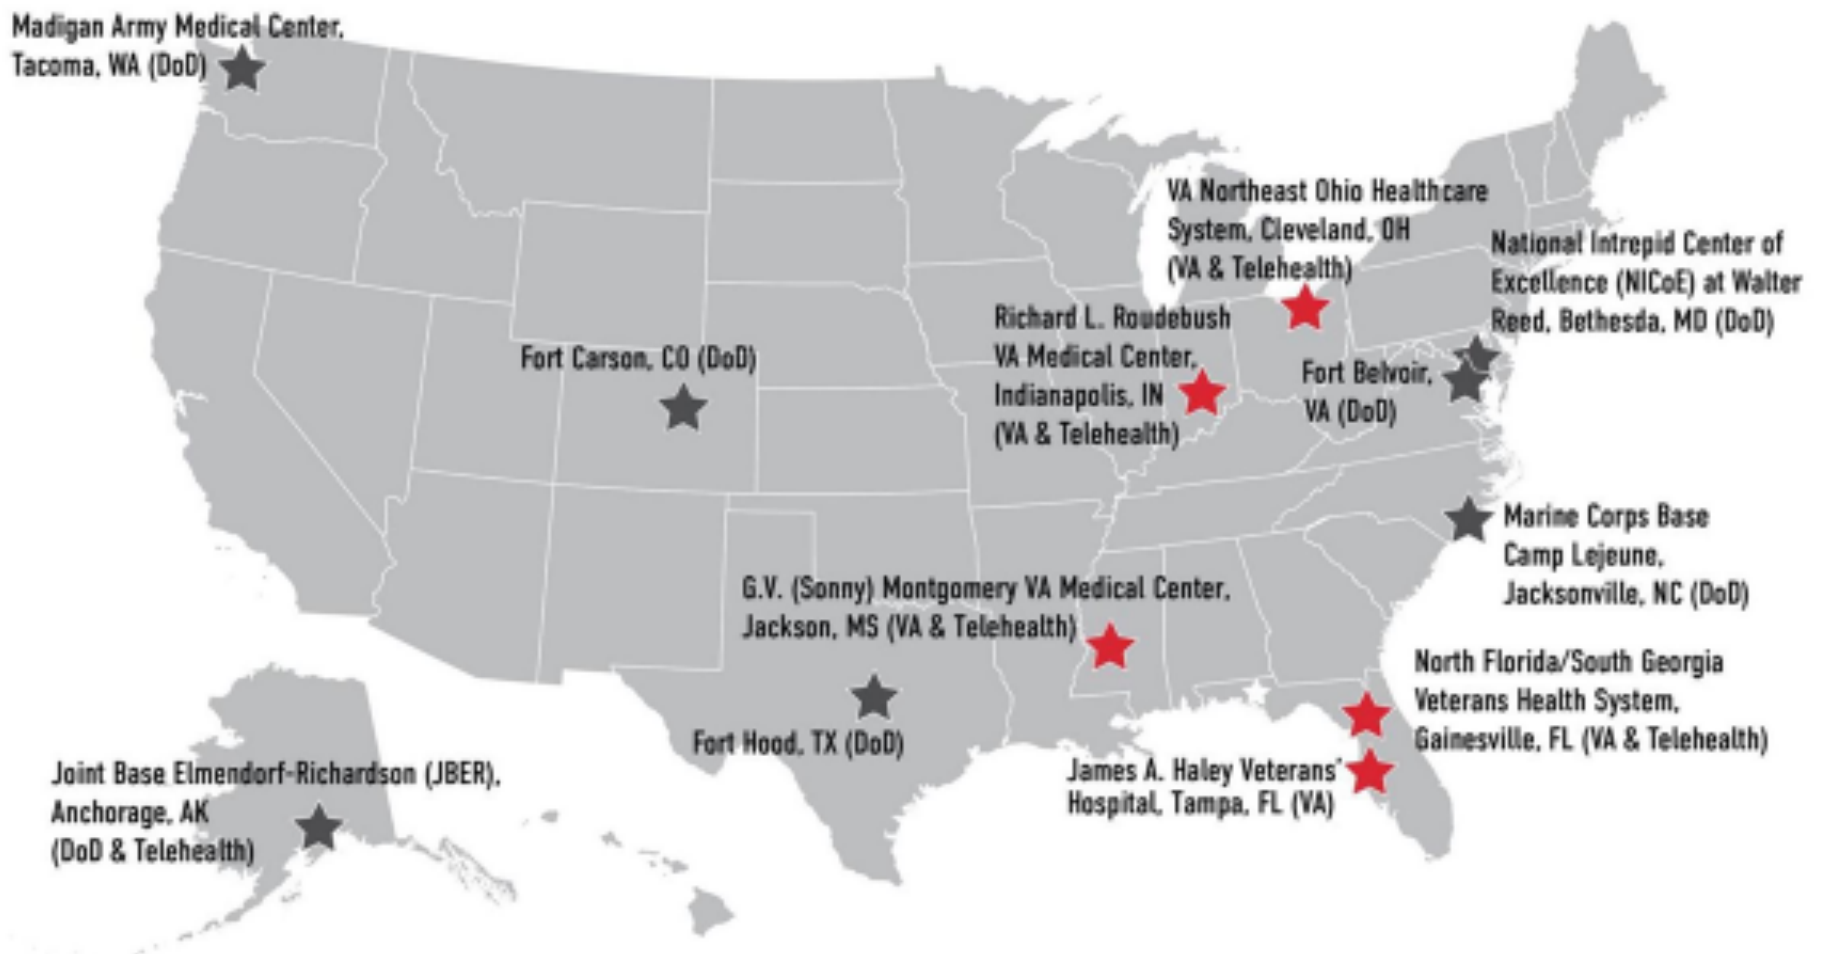 Madigan Army Medical Center,
Tacoma, WA (DoD)
VA Northeast Ohio Healthcare
System, Cleveland, OH
(VA & Telehealth)
National Intrepid Center of
Excellence (NICoE) at Walter
Reed, Bethesda, MD (DoD)
Richard L. Roudebush
VA Medical Center,
Indianapolis, IN
(VA & Telehealth)
Fort Carson, CO (DoD)
Fort Belvoir,
VA (DoD)
Marine Corps Base
Camp Lejeune,
Jacksonville, NC (DoD)
G.V. (Sonny) Montgomery VA Medical Center,
Jackson, MS (VA & Telehealth)
North Florida/South Georgia
Veterans Health System,
Gainesville, FL (VA & Telehealth)
Fort Hood, TX (DoD)
James A. Haley Veterans'
Hospital, Tampa, FL (VA)
Joint Base Elmendorf-Richardson (JBER),
Anchorage, AK
(DoD & Telehealth)